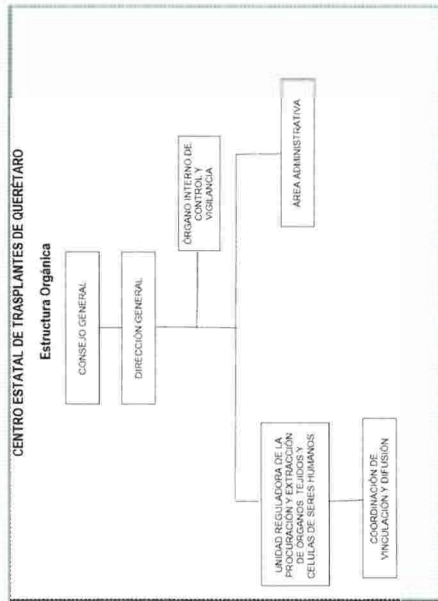 CENTRO ESTATAL DE TRASPLANTES DE QUERÉTARO
Estructura Orgánica
CONSEJO GENERAL
DIRECCIÓN GENERAL
ÓRGANO INTERNO DE
CONTROL Y
VIGILANCIA
UNIDAD REGULADORA DE LA
PROCURACIÓN Y EXTRACCIÓN
DE ÓRGANOS, TEJIDOS Y
CELULAS DE SERES HUMANOS
ÁREA ADMINISTRATIVA
COORDINACIÓN DE
VINCULACIÓN Y DIFUSIÓN